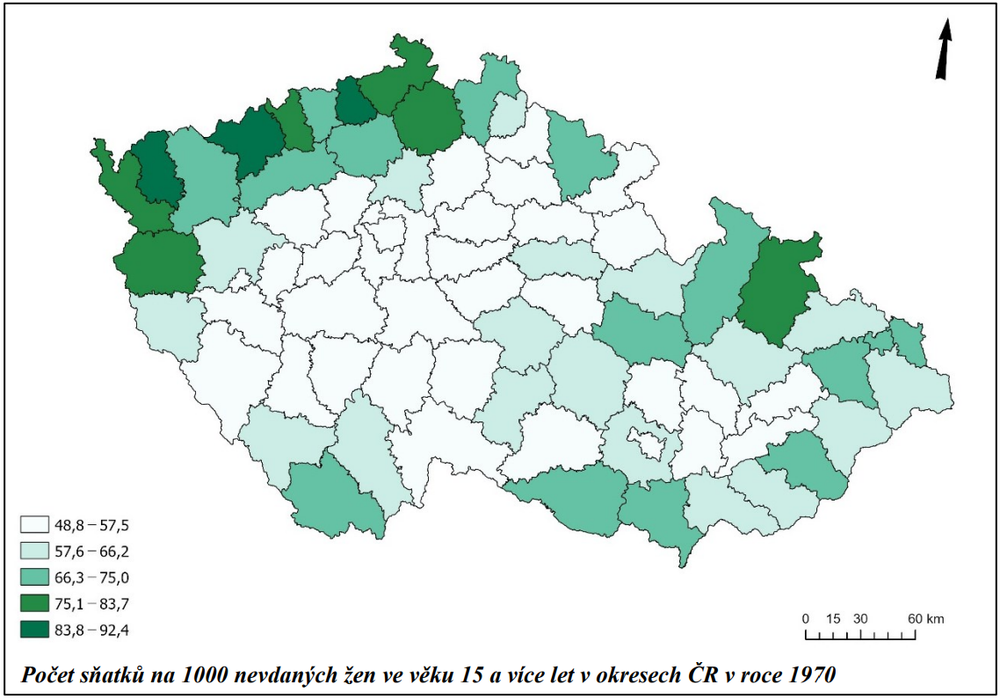 48,8 – 57,5
57,6 – 66,2
66,3 – 75,0
75,1 – 83,7
83,8 – 92,4
0 15 30 60 km
Počet sňatků na 1000 nevdaných žen ve věku 15 a více let v okresech ČR v roce 1970